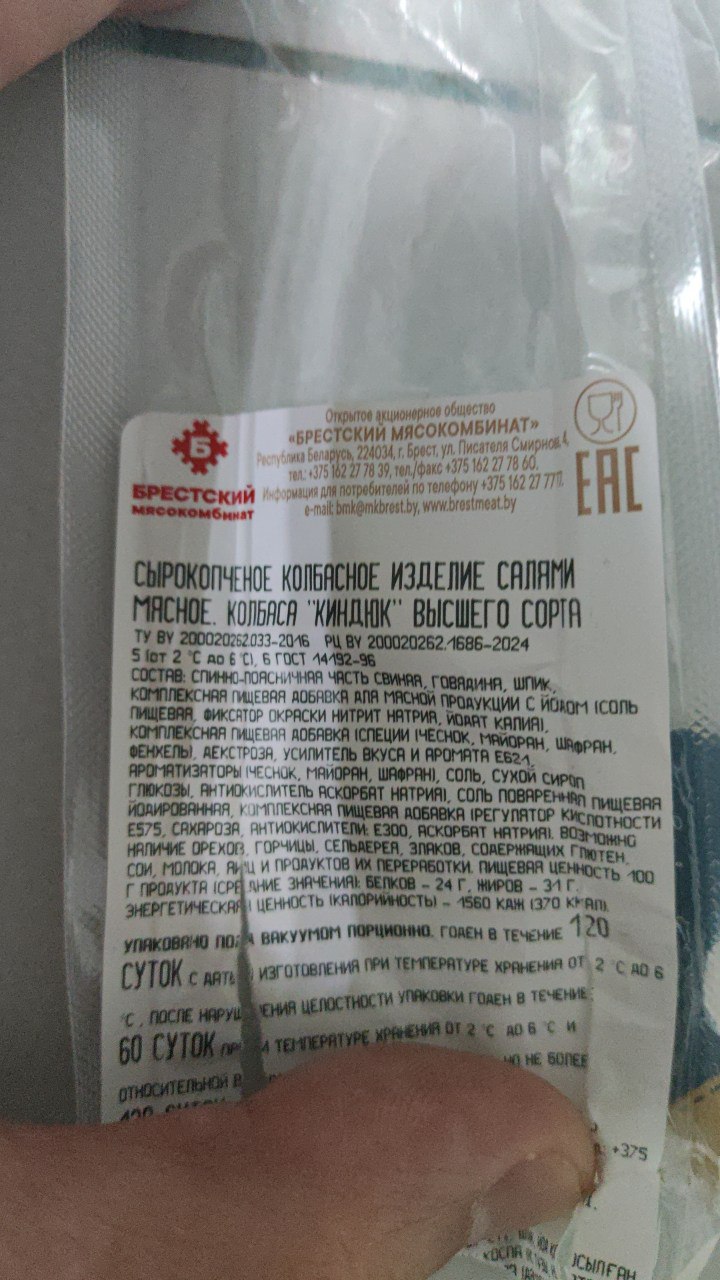 Б
БРЕСТСКИЙ
мясокомбинат
Открытое акционерное общество
«БРЕСТСКИЙ МЯСОКОМБИНАТ»
Республика Беларусь, 224034, г. Брест, ул. Писателя Смирнова 4,
тел.: +375 162 27 78 39, тел./факс +375 162 27 78 60.
Информация для потребителей по телефону +375 162 27 77
e-mail: bmk@mkbrest.by, www.brestmeat.by
ЕАС
СЫРОКОПЧЕНОЕ КОЛБАСНОЕ ИЗДЕЛИЕ САЛЯМИ
МЯСНОЕ. КОЛБАСА "КИНДЮК" ВЫСШЕГО СОРТА
ТУ BY 200020262.033-2016 РЦ BY 200020262.1686-2024
5 (от 2 °С до 6 °С), 6 ГОСТ 14192-96
СОСТАВ: СПИННО-ПОЯСНИЧНАЯ ЧАСТЬ СВИНАЯ, ГОВЯДИНА, ШПИК,
КОМПЛЕКСНАЯ ПИЩЕВАЯ ДОБАВКА ДЛЯ МЯСНОЙ ПРОДУКЦИИ С ЙОДОМ (СОЛЬ
ПИЩЕВАЯ, ФИКСАТОР ОКРАСКИ НИТРИТ НАТРИЯ, ЙОДАТ КАЛИЯ),
КОМПЛЕКСНАЯ ПИЩЕВАЯ ДОБАВКА (СПЕЦИИ (ЧЕСНОК, МАЙОРАН, ШАФРАН,
ФЕНХЕЛЬ), ДЕКСТРОЗА, УСИЛИТЕЛЬ ВКУСА И АРОМАТА Е621,
АРОМАТИЗАТОРЫ (ЧЕСНОК, МАЙОРАН, ШАФРАН), СОЛЬ, СУХОЙ СИРОП
ГЛЮКОЗЫ, АНТИОКИСЛИТЕЛЬ АСКОРБАТ НАТРИЯ), СОЛЬ ПОВАРЕННАЯ ПИЩЕВАЯ
ЙОДИРОВАННАЯ, КОМПЛЕКСНАЯ ПИЩЕВАЯ ДОБАВКА (РЕГУЛЯТОР КИСЛОТНОСТИ
Е575, САХАРОЗА, АНТИОКИСЛИТЕЛИ: Е300, АСКОРБАТ НАТРИЯ). ВОЗМОЖНО
НАЛИЧИЕ ОРЕХОВ, ГОРЧИЦЫ, СЕЛЬДЕРЕЯ, ЗЛАКОВ, СОДЕРЖАЩИХ ГЛЮТЕН,
СОИ, МОЛОКА, ЯИЦ И ПРОДУКТОВ ИХ ПЕРЕРАБОТКИ. ПИЩЕВАЯ ЦЕННОСТЬ 100
Г ПРОДУКТА (СРЕДНИЕ ЗНАЧЕНИЯ): БЕЛКОВ - 24 Г, ЖИРОВ - 31 Г.
ЭНЕРГЕТИЧЕСКАЯ ЦЕННОСТЬ (КАЛОРИЙНОСТЬ) - 1560 КДЖ (370 ККАЛ).
УПАКОВАНО ПОД ВАКУУМОМ ПОРЦИОННО. ГОДЕН В ТЕЧЕНИЕ 120
СУТОК С ДАТЫ ИЗГОТОВЛЕНИЯ ПРИ ТЕМПЕРАТУРЕ ХРАНЕНИЯ ОТ 2 °С ДО 6
°С, ПОСЛЕ НАРУШЕНИЯ ЦЕЛОСТНОСТИ УПАКОВКИ ГОДЕН В ТЕЧЕНИЕ
60 СУТОК ПРИ ТЕМПЕРАТУРЕ ХРАНЕНИЯ ОТ 2 °С ДО 6 °С И
ОТНОСИТЕЛЬНОЙ НО НЕ БОЛЕЕ
+375